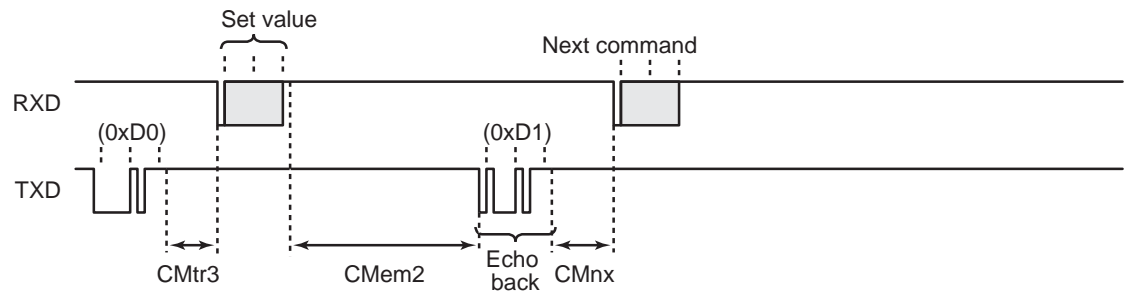 Set value
Next command
RXD
(0xD0)
(0xD1)
TXD
CMtr3
CMem2
Echo
back
CMnx